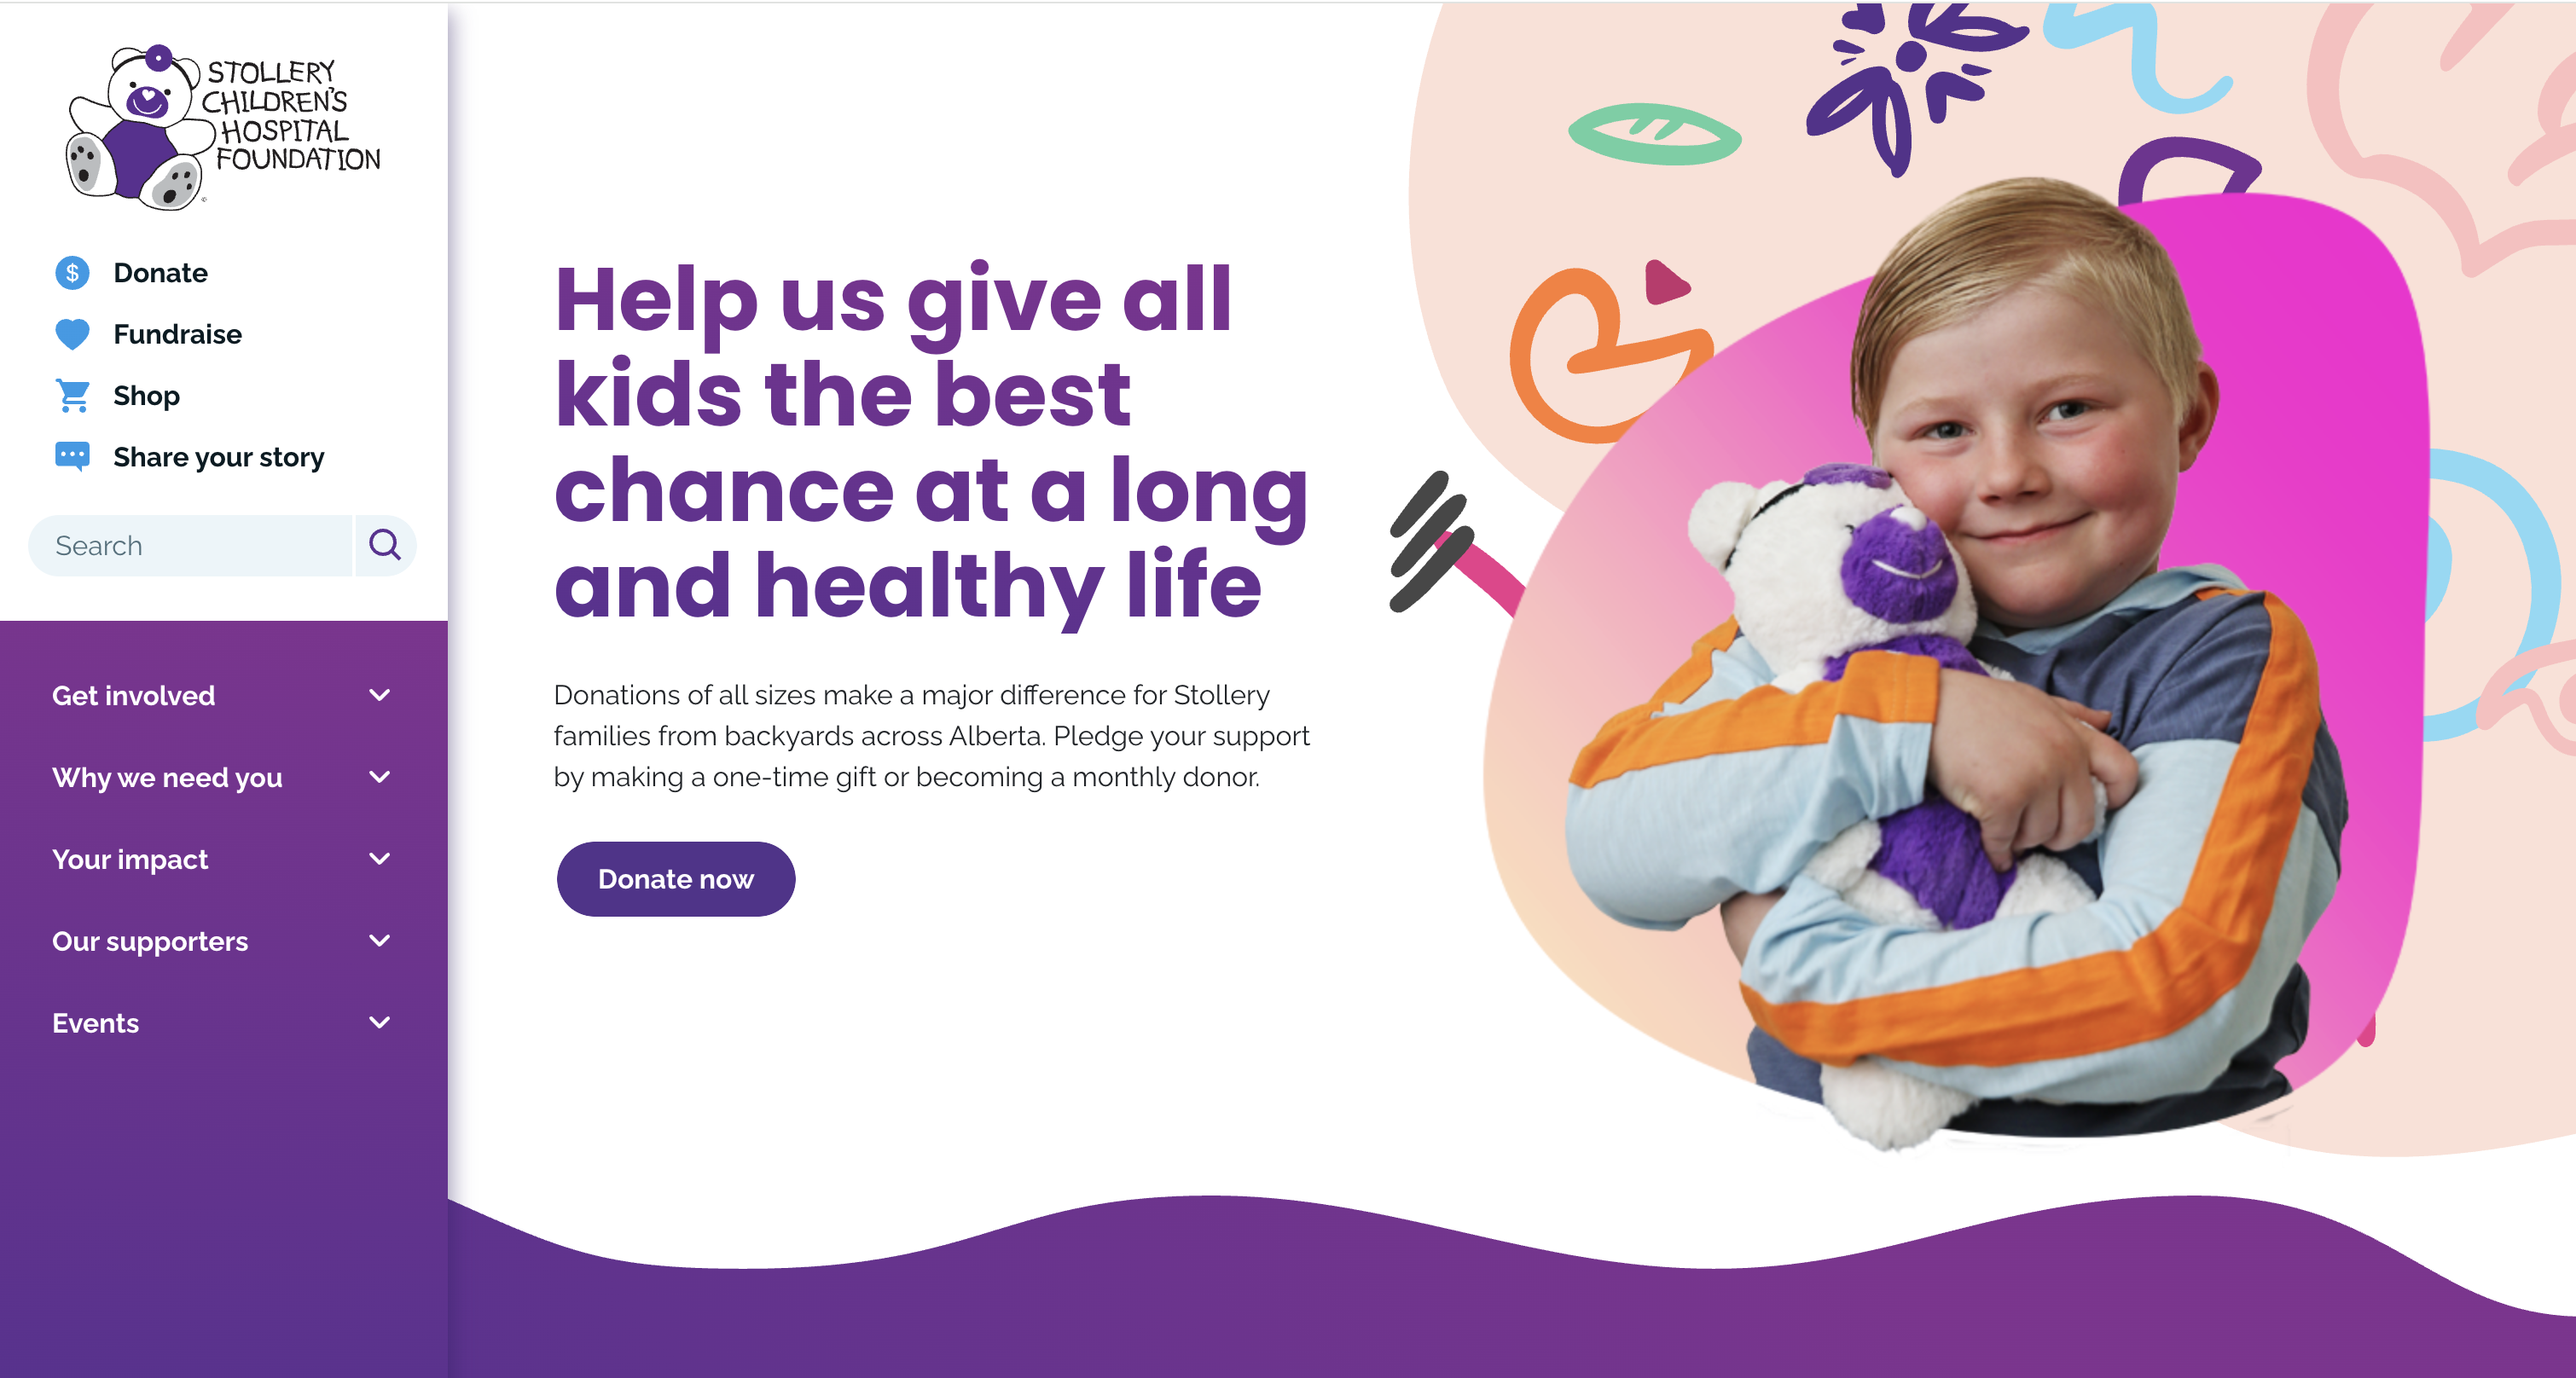 STOLLERY
CHILDREN'S
HOSPITAL
FOUNDATION
©
$ Donate
Fundraise
Shop
Share your story
Search
Get involved
Why we need you
Your impact
Our supporters
Events
Help us give all
kids the best
chance at a long
and healthy life
Donations of all sizes make a major difference for Stollery
families from backyards across Alberta. Pledge your support
by making a one-time gift or becoming a monthly donor.
Donate now